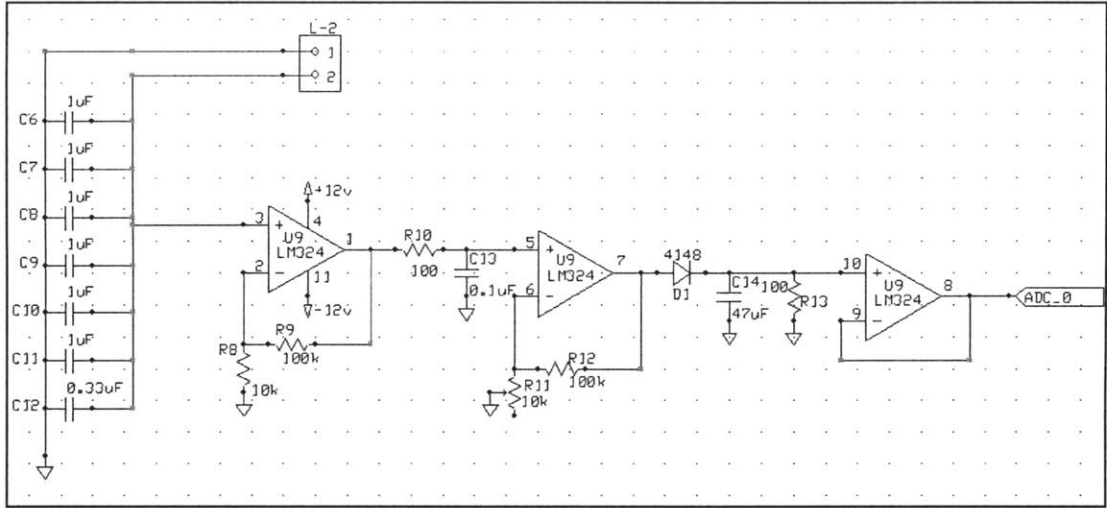 L-2
1
2
1uF
C6
1uF
C7
1uF
C8
1uF
C9
1uF
C10
1uF
C11
0.33uF
C12
+12v
3
+
4
U9
LM324
1
2
−
11
-12v
R8
10k
R9
100k
R10
100
C13
0.1uF
5
+
U9
LM324
7
6
−
R12
100k
R11
10k
4148
D1
C14
47uF
100
R13
10
+
U9
LM324
8
9
−
ADC_0